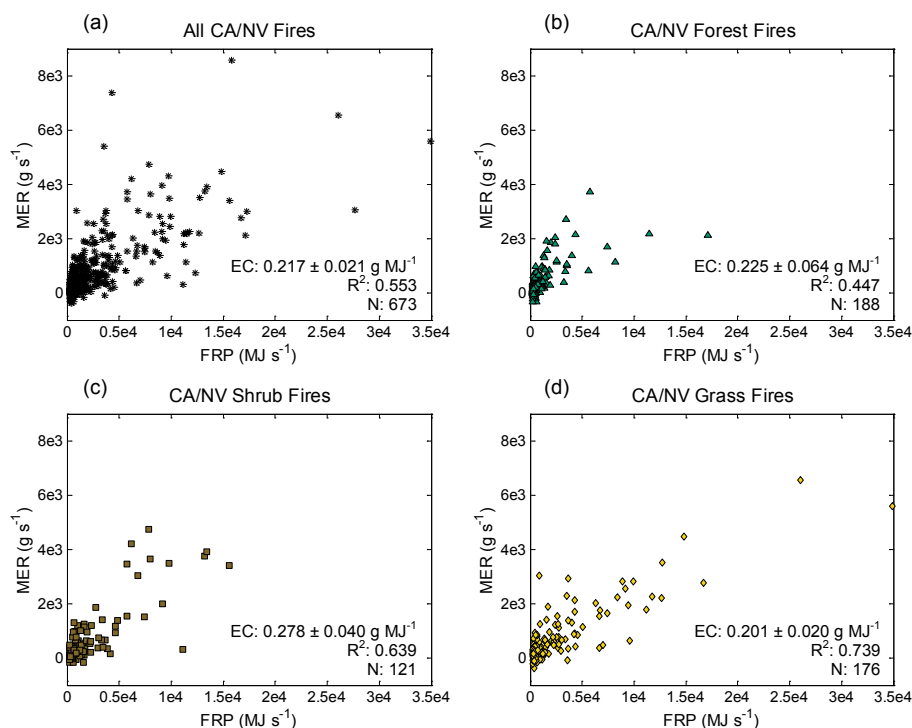 (a)
All CA/NV Fires
8e3
6e3
4e3
2e3
0
MER (g s⁻¹)
EC: 0.217 ± 0.021 g MJ⁻¹
R²: 0.553
N: 673
0 0.5e4 1e4 1.5e4 2e4 2.5e4 3e4 3.5e4
FRP (MJ s⁻¹)
(b)
CA/NV Forest Fires
8e3
6e3
4e3
2e3
0
MER (g s⁻¹)
EC: 0.225 ± 0.064 g MJ⁻¹
R²: 0.447
N: 188
0 0.5e4 1e4 1.5e4 2e4 2.5e4 3e4 3.5e4
FRP (MJ s⁻¹)
(c)
CA/NV Shrub Fires
8e3
6e3
4e3
2e3
0
MER (g s⁻¹)
EC: 0.278 ± 0.040 g MJ⁻¹
R²: 0.639
N: 121
0 0.5e4 1e4 1.5e4 2e4 2.5e4 3e4 3.5e4
FRP (MJ s⁻¹)
(d)
CA/NV Grass Fires
8e3
6e3
4e3
2e3
0
MER (g s⁻¹)
EC: 0.201 ± 0.020 g MJ⁻¹
R²: 0.739
N: 176
0 0.5e4 1e4 1.5e4 2e4 2.5e4 3e4 3.5e4
FRP (MJ s⁻¹)